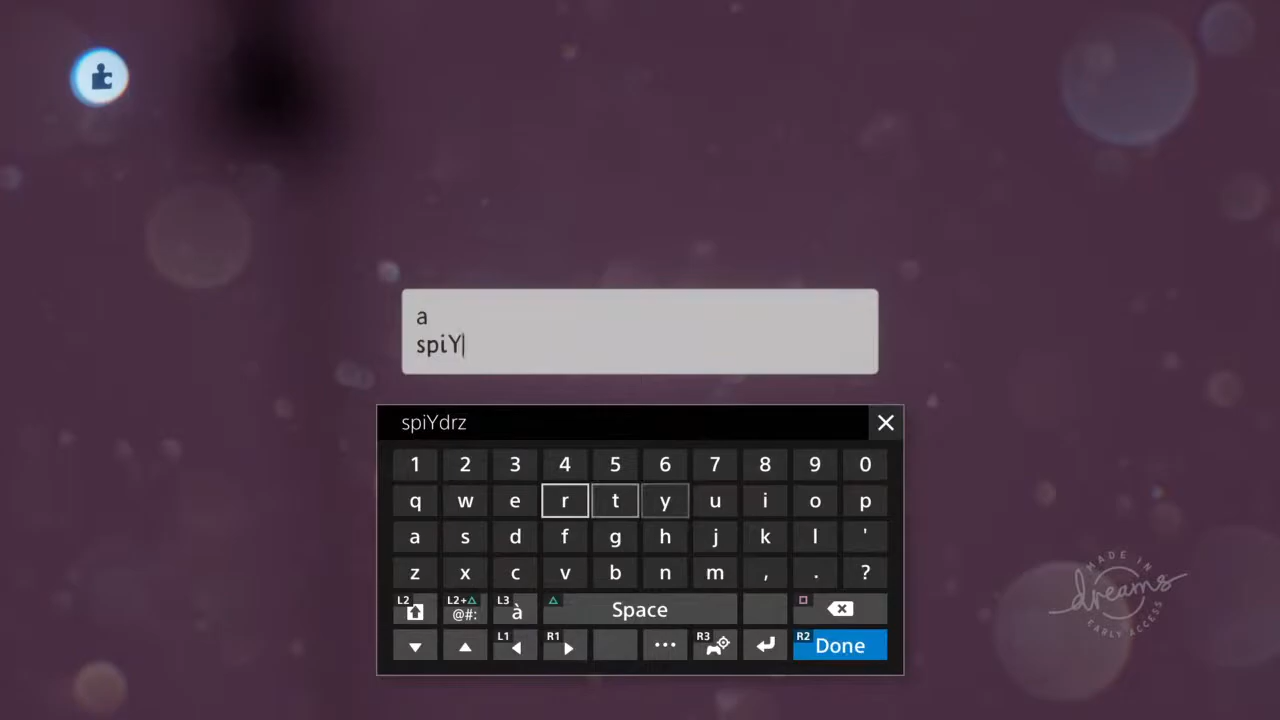 a
spiY
spiYdrz
1 2 3 4 5 6 7 8 9 0
q w e r t y u i o p
a s d f g h j k l '
z x c v b n m , . ?
L2 L2+△ @#: L3 à △ Space □
L1 R1 ... R3 R2 Done
MADE IN
dreams
EARLY ACCESS